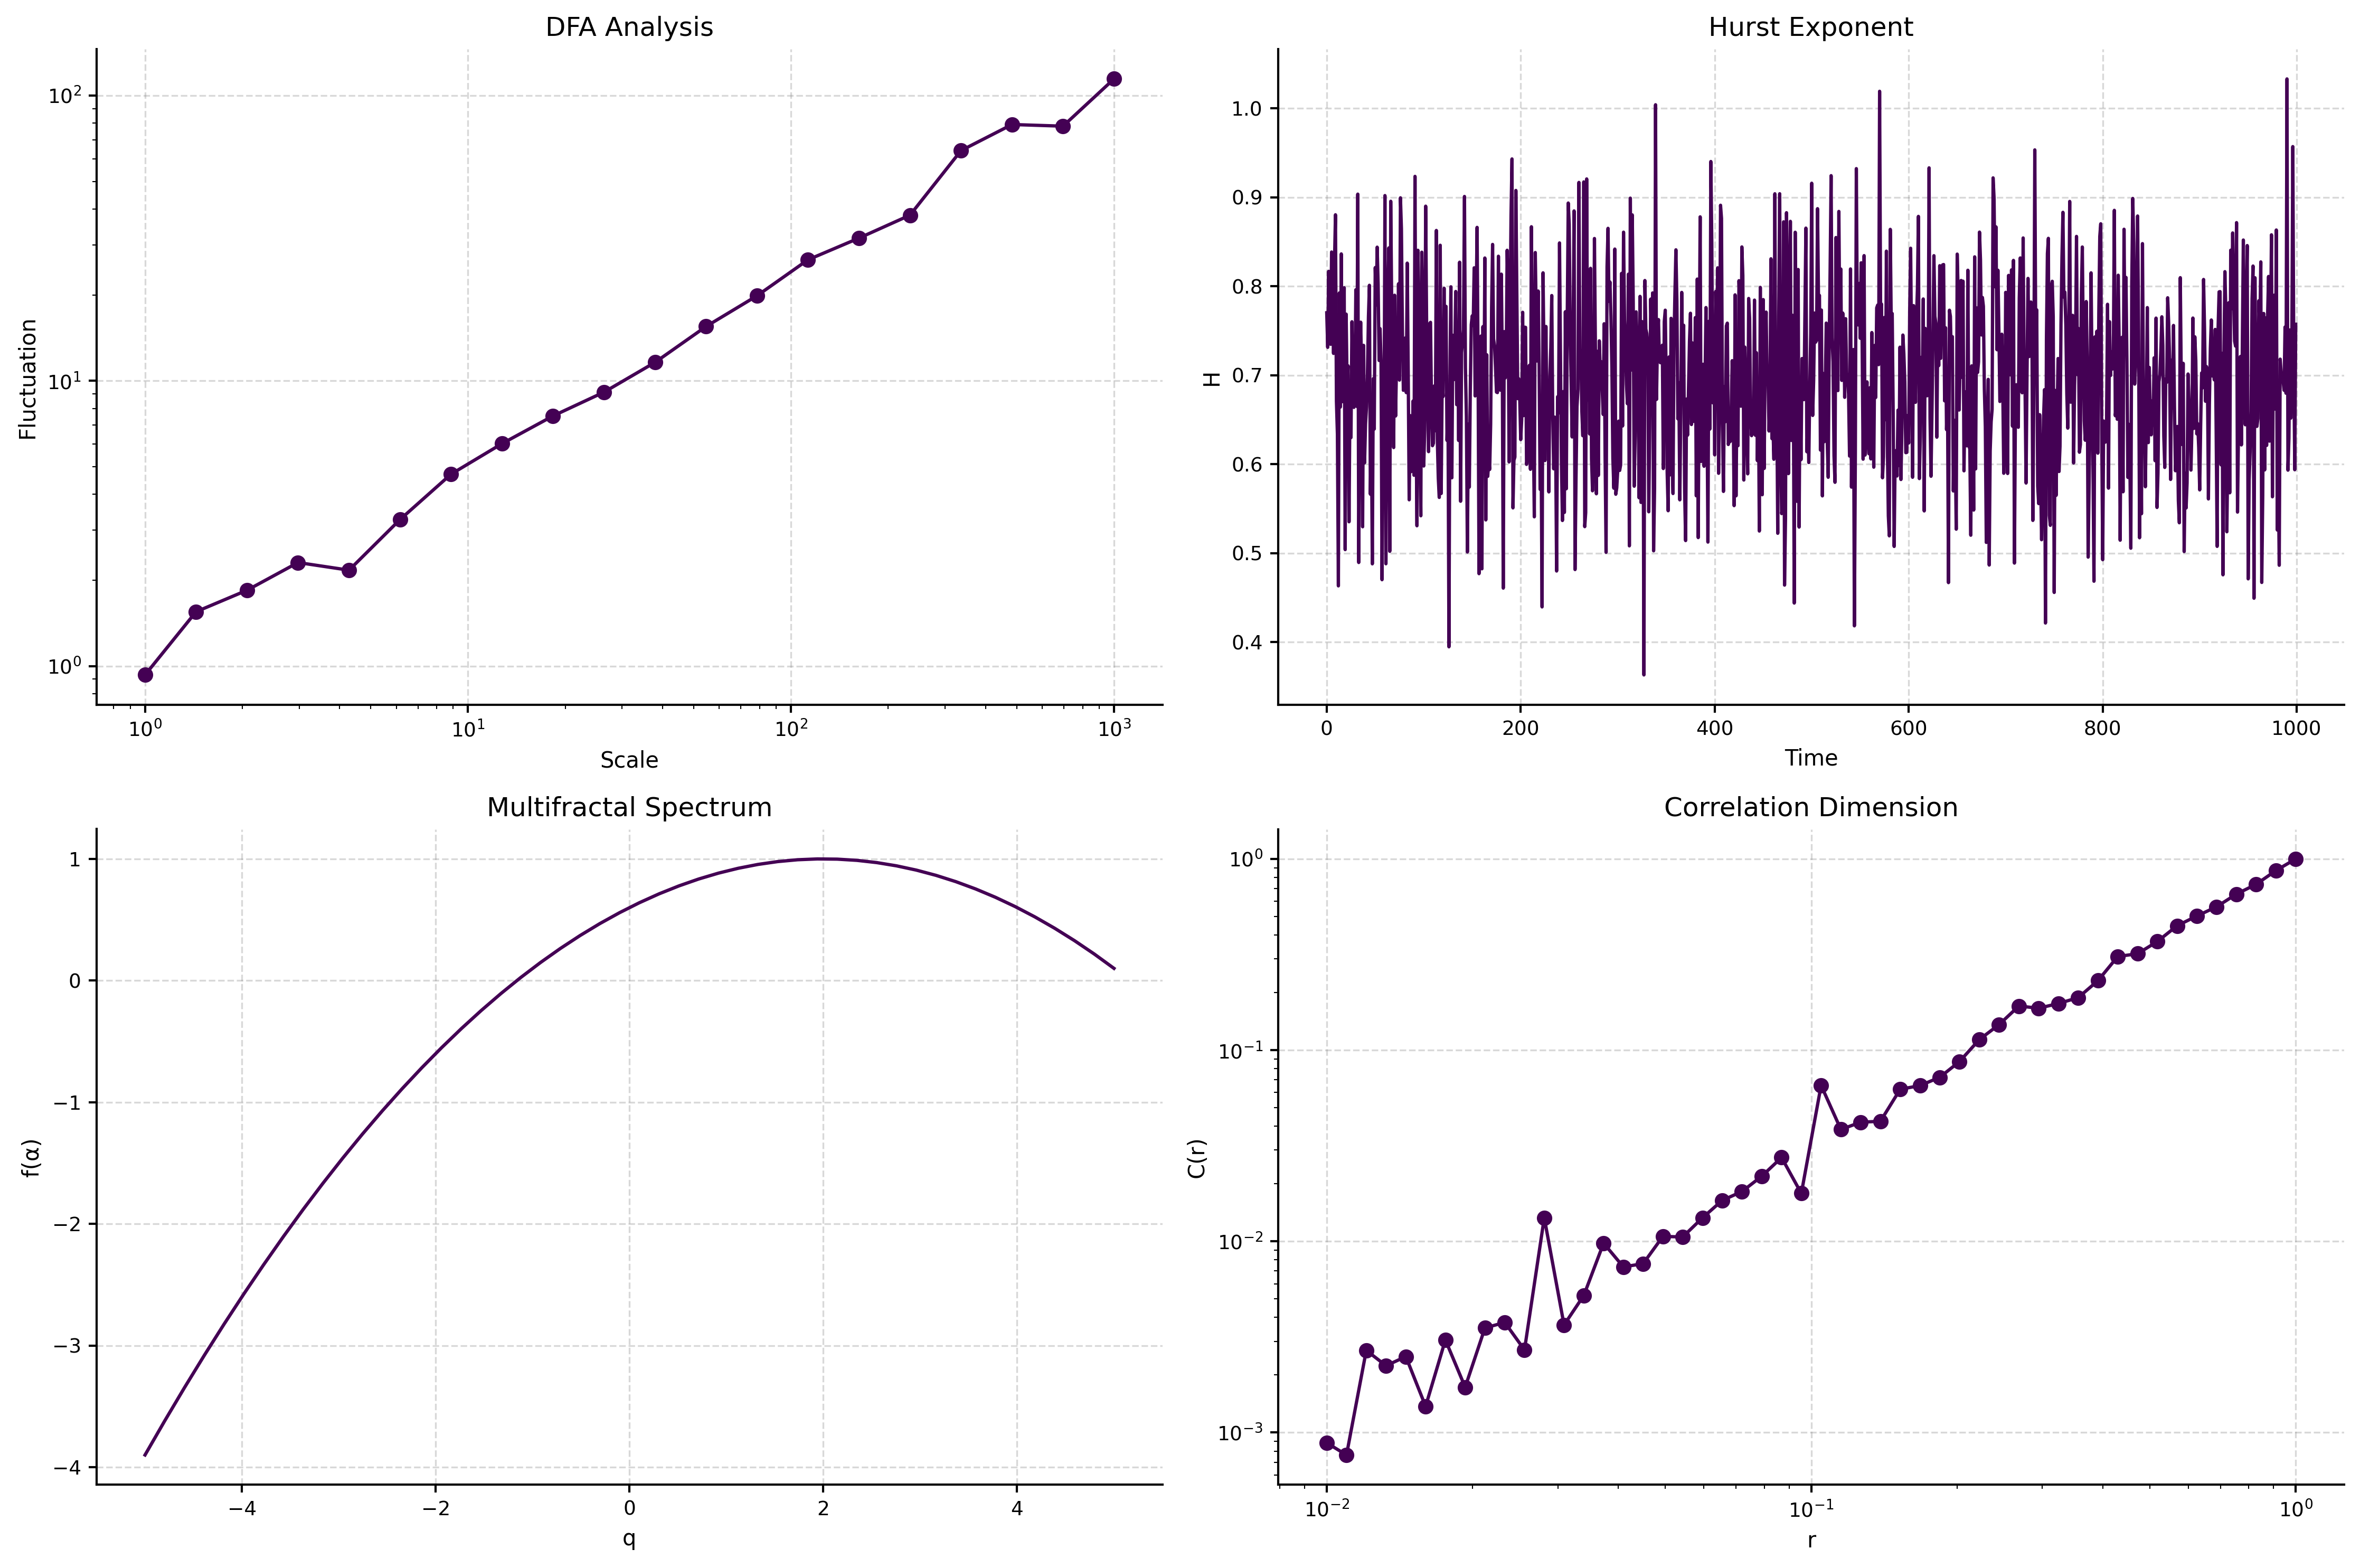 DFA Analysis
Fluctuation
10²
10¹
10⁰
10⁰ 10¹ 10² 10³
Scale
Hurst Exponent
H
1.0
0.9
0.8
0.7
0.6
0.5
0.4
0 200 400 600 800 1000
Time
Multifractal Spectrum
f(α)
1
0
−1
−2
−3
−4
−4 −2 0 2 4
q
Correlation Dimension
C(r)
10⁰
10⁻¹
10⁻²
10⁻³
10⁻² 10⁻¹ 10⁰
r